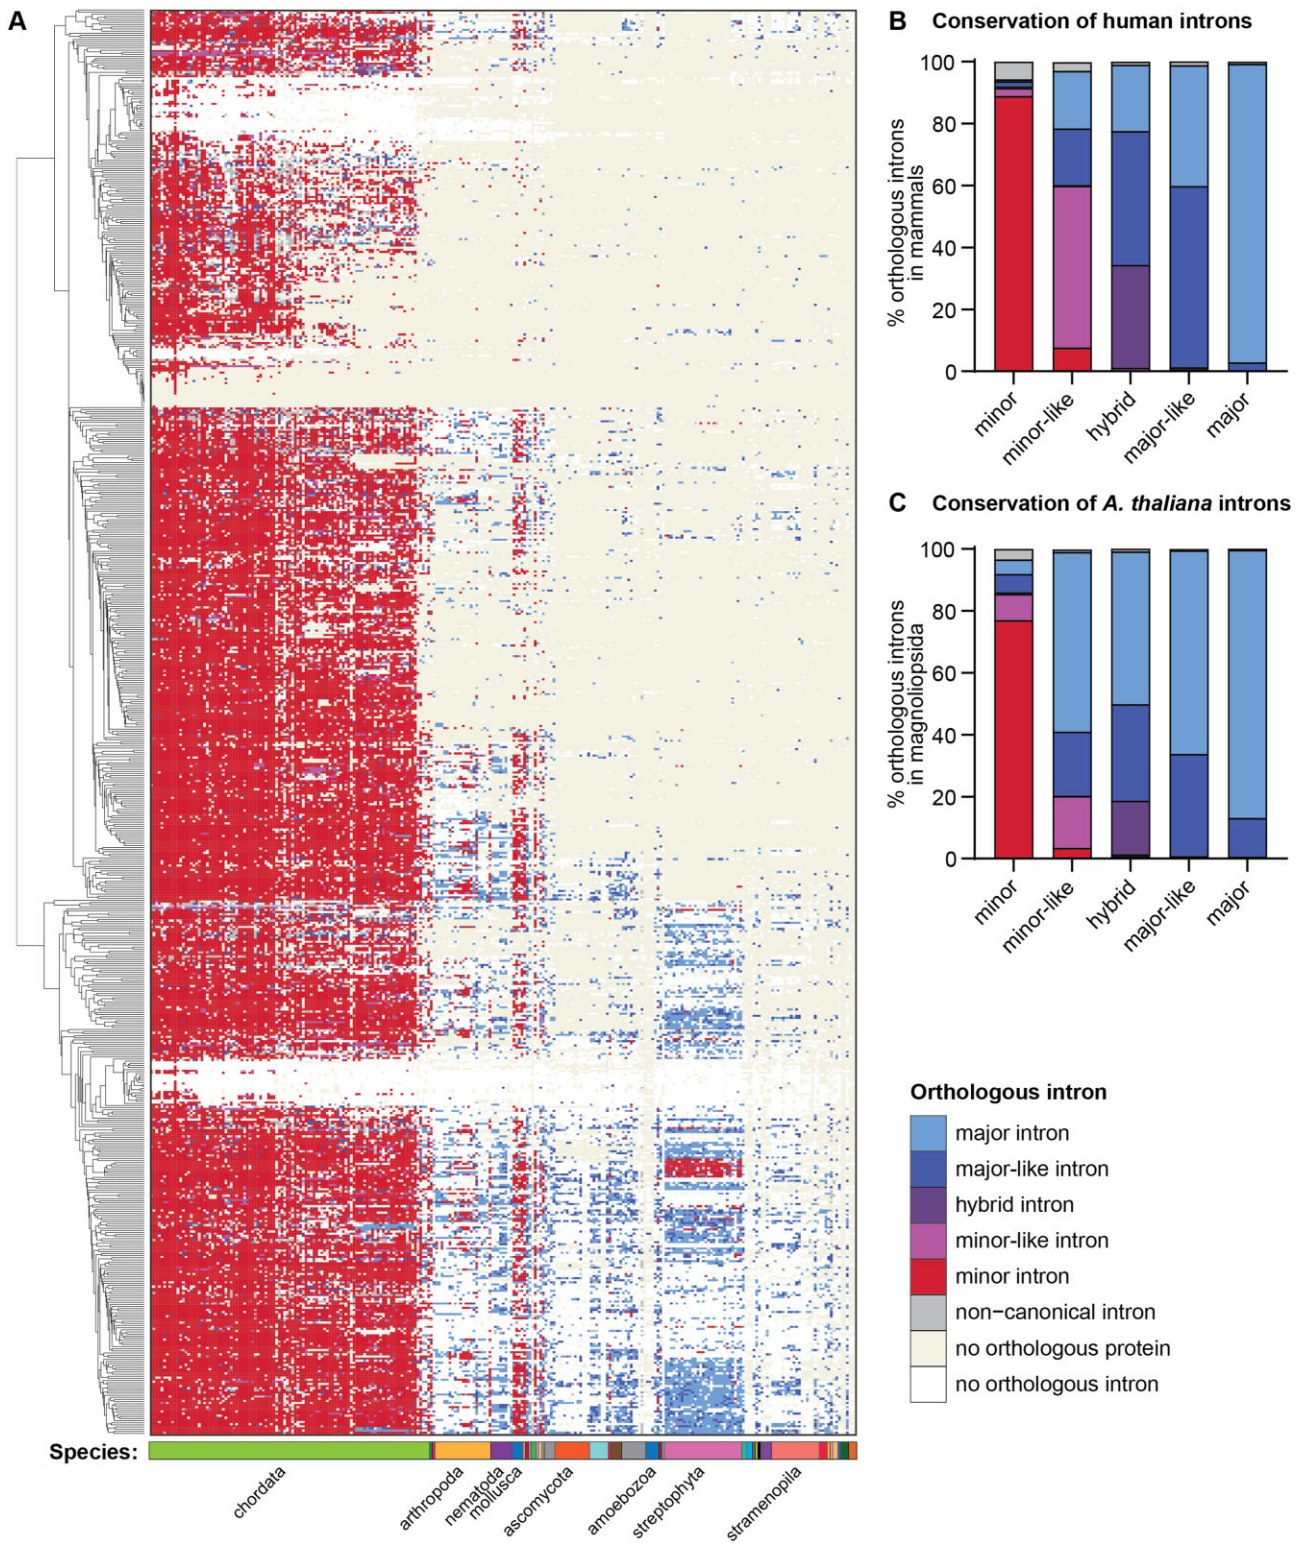 A
B Conservation of human introns
100
80
60
40
20
0
% orthologous introns
in mammals
minor
minor-like
hybrid
major-like
major
C Conservation of A. thaliana introns
100
80
60
40
20
0
% orthologous introns
in magnoliopsida
minor
minor-like
hybrid
major-like
major
Orthologous intron
major intron
major-like intron
hybrid intron
minor-like intron
minor intron
non−canonical intron
no orthologous protein
no orthologous intron
Species:
chordata
arthropoda
nematoda
mollusca
ascomycota
amoebozoa
streptophyta
stramenopila